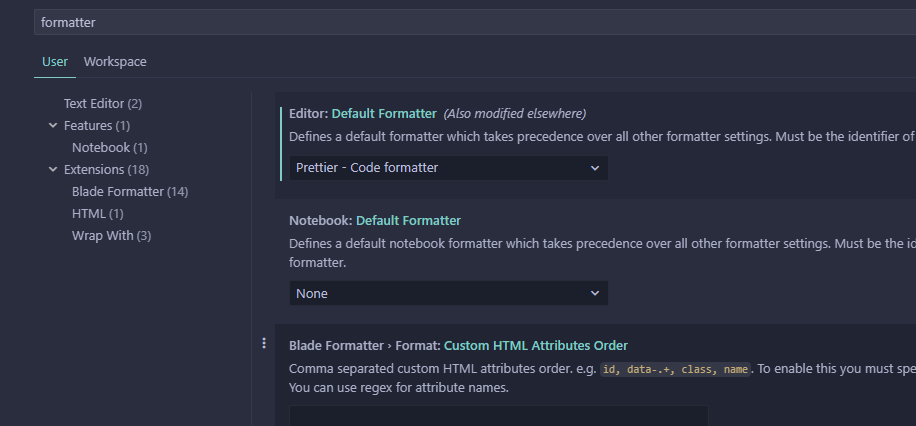 formatter
User Workspace
Text Editor (2)
Features (1)
Notebook (1)
Extensions (18)
Blade Formatter (14)
HTML (1)
Wrap With (3)
Editor: Default Formatter (Also modified elsewhere)
Defines a default formatter which takes precedence over all other formatter settings. Must be the identifier of
Prettier - Code formatter
Notebook: Default Formatter
Defines a default notebook formatter which takes precedence over all other formatter settings. Must be the
formatter.
None
Blade Formatter › Format: Custom HTML Attributes Order
Comma separated custom HTML attributes order. e.g. id, data-.+, class, name. To enable this you must
You can use regex for attribute names.